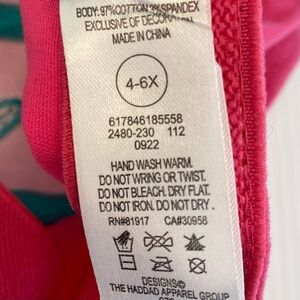 BODY: 97%COTTON 3%SPANDEX
EXCLUSIVE OF DECORATION
MADE IN CHINA
4-6X
617846185558
2480-230 112
0922
HAND WASH WARM.
DO NOT WRING OR TWIST.
DO NOT BLEACH. DRY FLAT.
DO NOT IRON. DO NOT DRY.
RN#81917 CA#30958
DESIGNS©
THE HADDAD APPAREL GROUP